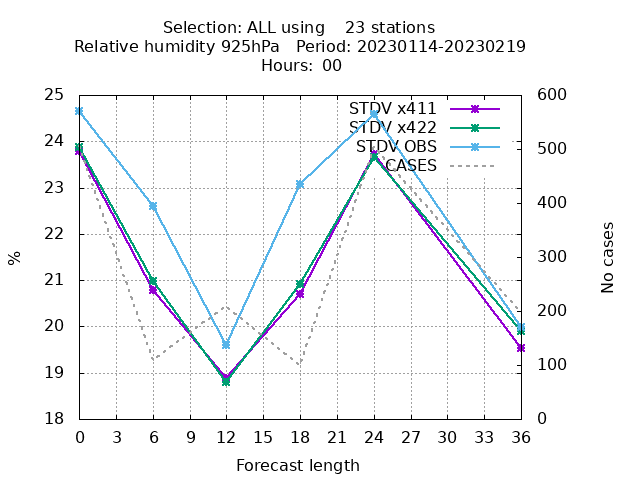 Selection: ALL using    23 stations
Relative humidity 925hPa   Period: 20230114-20230219
Hours: 00
25 600
STDV x411
STDV x422
24 500
STDV OBS
CASES
23
22
21
20
19
18
400
300
200
100
0
%
No cases
0 3 6 9 12 15 18 21 24 27 30 33 36
Forecast length